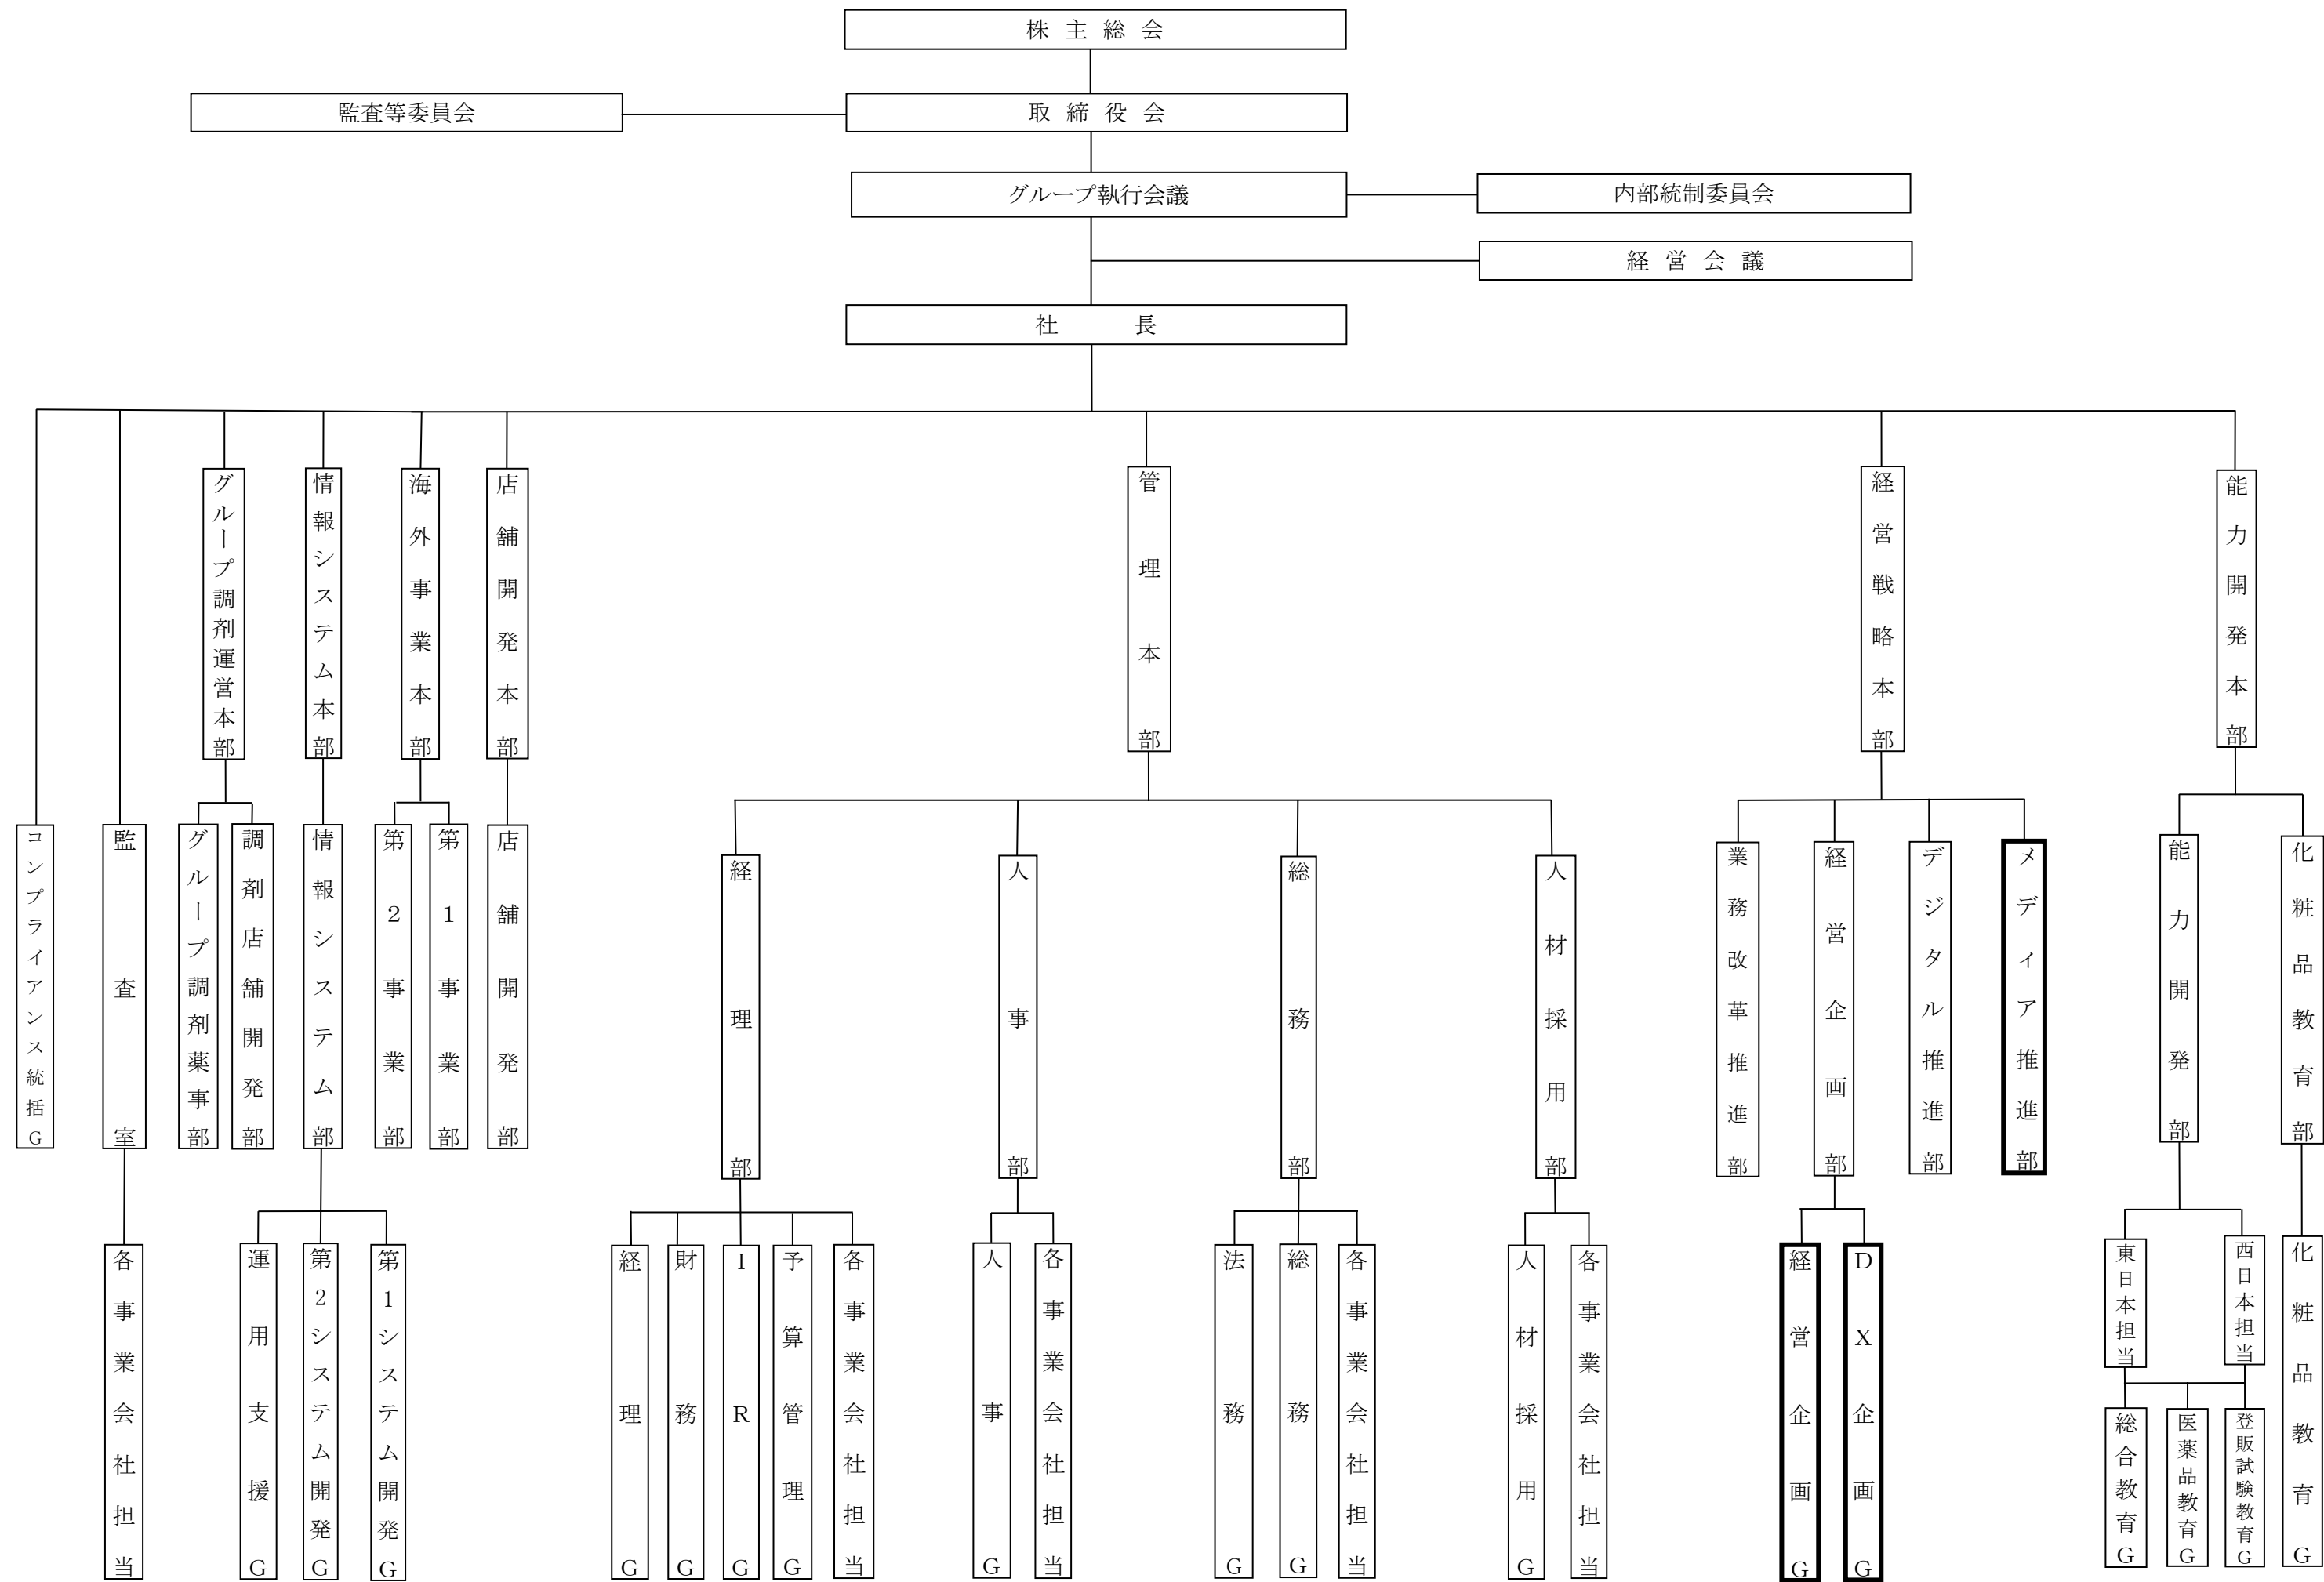 株主総会
監査等委員会
取締役会
グループ執行会議
内部統制委員会
経営会議
社長
グループ調剤運営本部
情報システム本部
海外事業本部
店舗開発本部
管理本部
経営戦略本部
能力開発本部
コンプライアンス統括G
監査室
グループ調剤薬事部
調剤店舗開発部
情報システム部
第2事業部
第1事業部
店舗開発部
経理部
人事部
総務部
人材採用部
業務改革推進部
経営企画部
デジタル推進部
メディア推進部
能力開発部
化粧品教育部
各事業会社担当
運用支援G
第2システム開発G
第1システム開発G
経理G
財務G
IRG
予算管理G
各事業会社担当
人事G
各事業会社担当
法務G
総務G
各事業会社担当
人材採用G
各事業会社担当
経営企画G
DX企画G
東日本担当
西日本担当
化粧品教育G
総合教育G
医薬品教育G
登販試験教育G